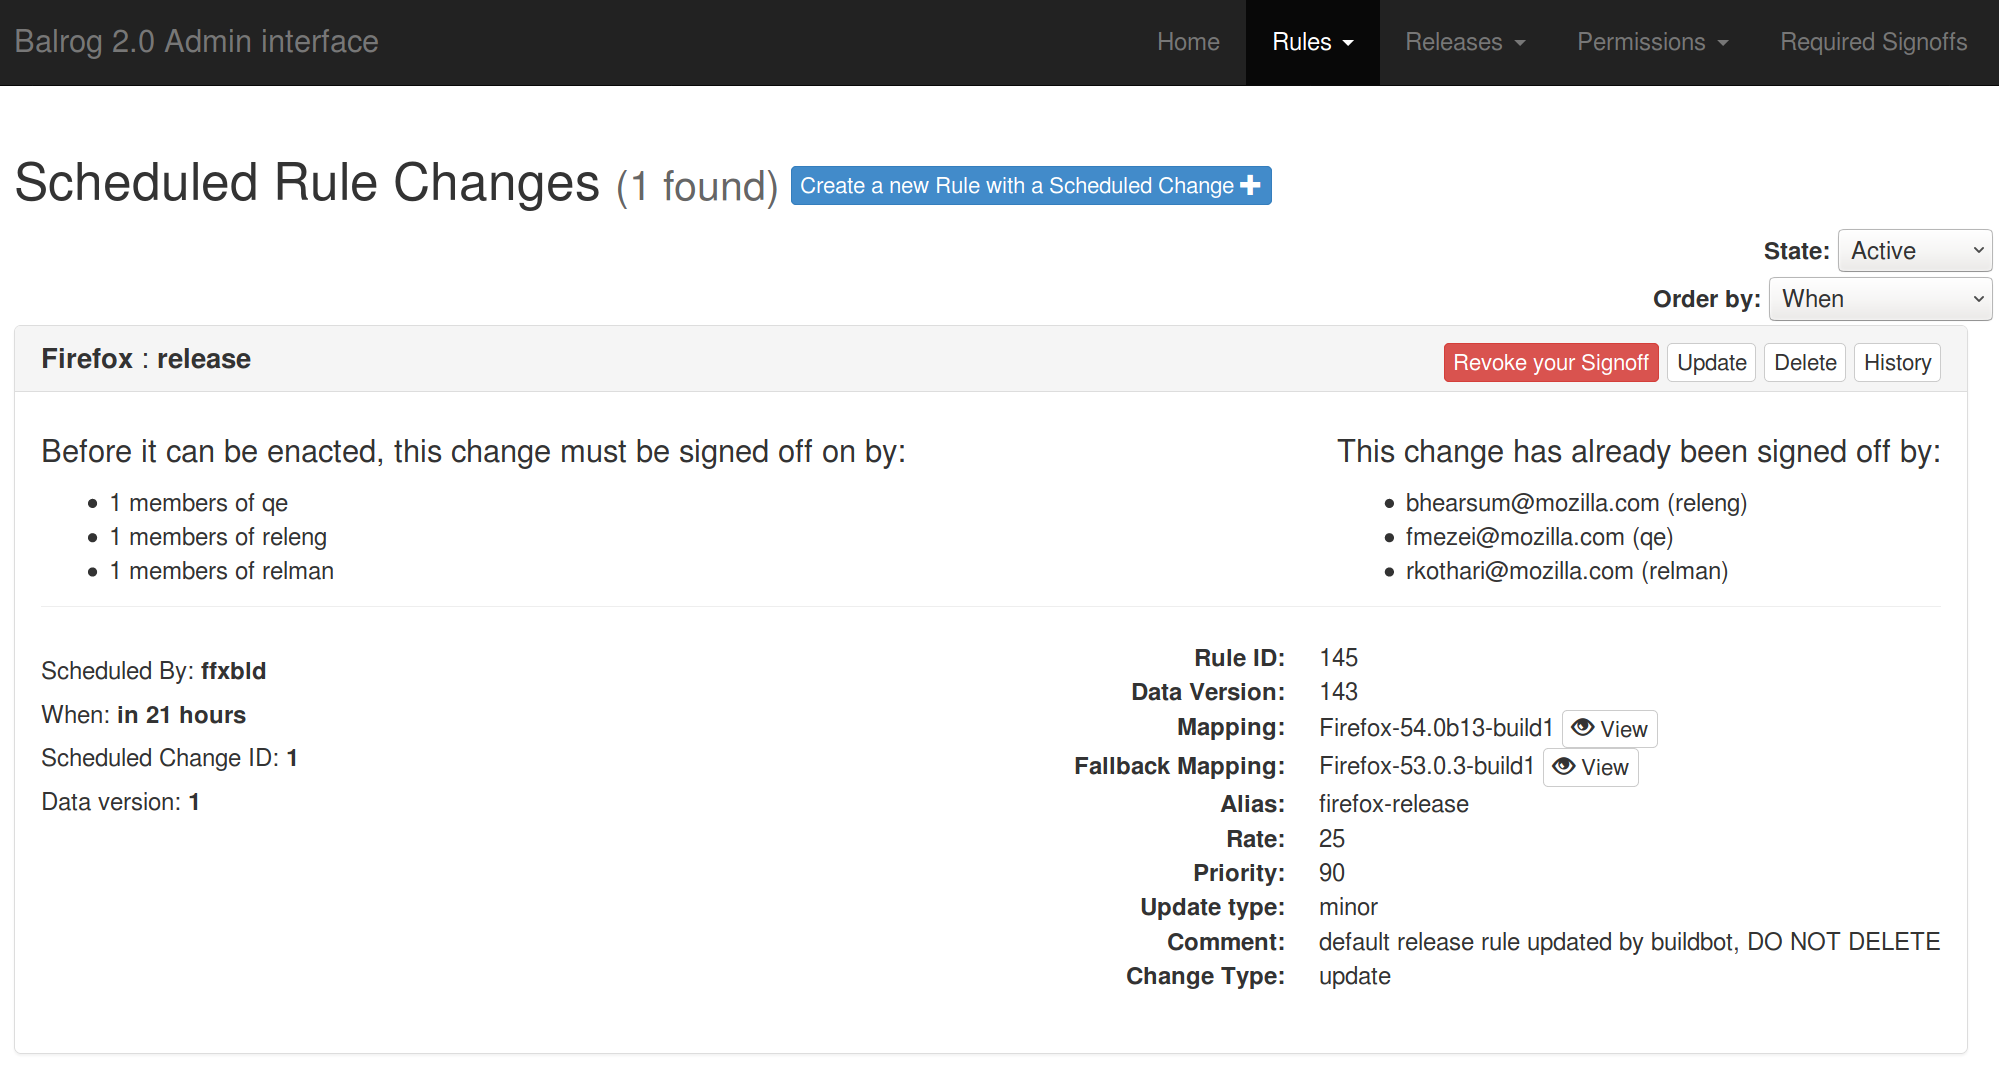 Balrog 2.0 Admin interface Home Rules Releases Permissions Required Signoffs
Scheduled Rule Changes (1 found) Create a new Rule with a Scheduled Change
State: Active
Order by: When
Firefox : release Revoke your Signoff Update Delete History
Before it can be enacted, this change must be signed off on by:
1 members of qe
1 members of releng
1 members of relman
This change has already been signed off by:
bhearsum@mozilla.com (releng)
fmezei@mozilla.com (qe)
rkothari@mozilla.com (relman)
Scheduled By: ffxbld
When: in 21 hours
Scheduled Change ID: 1
Data version: 1
Rule ID: 145
Data Version: 143
Mapping: Firefox-54.0b13-build1 View
Fallback Mapping: Firefox-53.0.3-build1 View
Alias: firefox-release
Rate: 25
Priority: 90
Update type: minor
Comment: default release rule updated by buildbot, DO NOT DELETE
Change Type: update